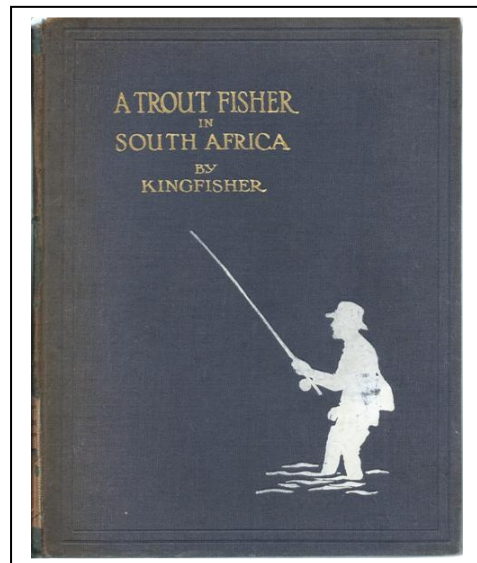 A TROUT FISHER
IN
SOUTH AFRICA
BY
KINGFISHER